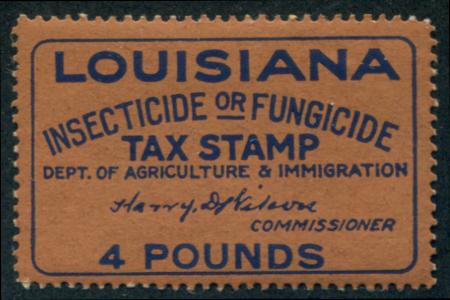 LOUISIANA
INSECTICIDE OR FUNGICIDE
TAX STAMP
DEPT. OF AGRICULTURE & IMMIGRATION
Harry D. Wilson
COMMISSIONER
4 POUNDS